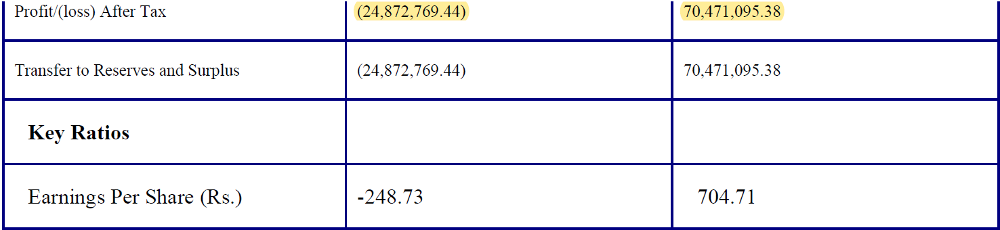 Profit/(loss) After Tax (24,872,769.44) 70,471,095.38
Transfer to Reserves and Surplus (24,872,769.44) 70,471,095.38
Key Ratios
Earnings Per Share (Rs.) -248.73 704.71